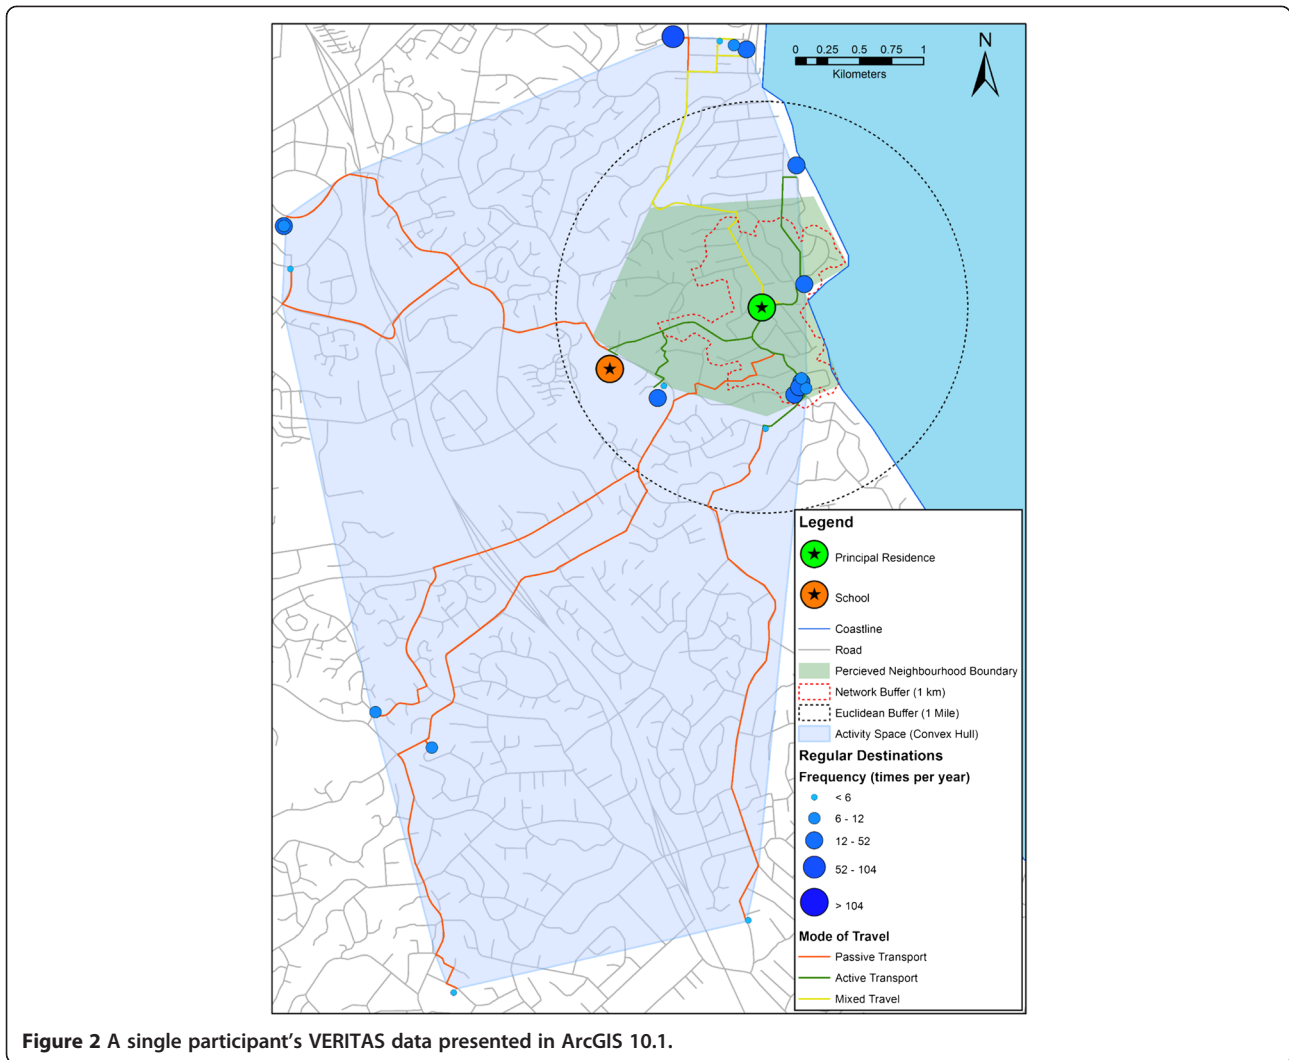 0 0.25 0.5 0.75 1
Kilometers
N
Legend
Principal Residence
School
Coastline
Road
Percieved Neighbourhood Boundary
Network Buffer (1 km)
Euclidean Buffer (1 Mile)
Activity Space (Convex Hull)
Regular Destinations
Frequency (times per year)
< 6
6 - 12
12 - 52
52 - 104
> 104
Mode of Travel
Passive Transport
Active Transport
Mixed Travel
Figure 2 A single participant's VERITAS data presented in ArcGIS 10.1.